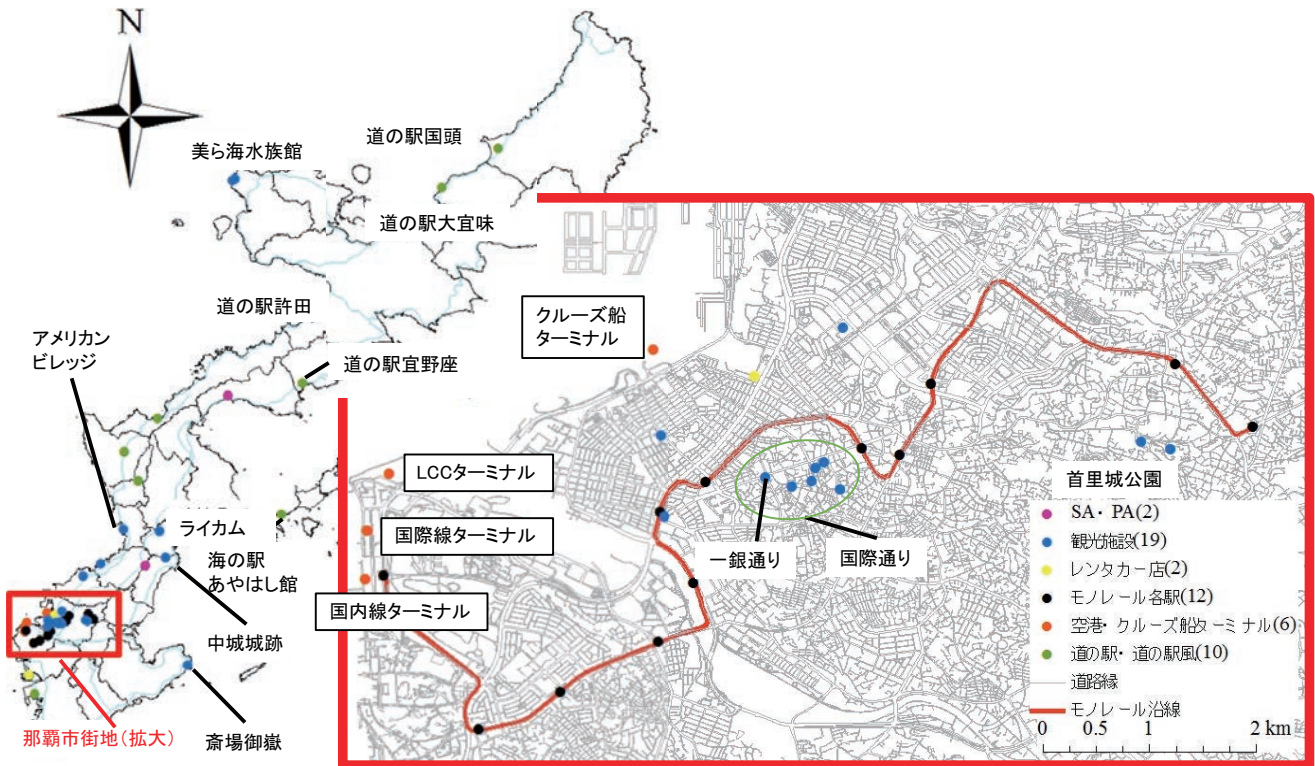 N
道の駅国頭
美ら海水族館
道の駅大宜味
道の駅許田
アメリカン
ビレッジ
道の駅宜野座
ライカム
海の駅
あやはし館
中城城跡
斎場御嶽
那覇市街地(拡大)
クルーズ船
ターミナル
LCCターミナル
国際線ターミナル
国内線ターミナル
一銀通り
国際通り
首里城公園
SA・PA(2)
観光施設(19)
レンタカー店(2)
モノレール各駅(12)
空港・クルーズ船ターミナル(6)
道の駅・道の駅風(10)
道路縁
モノレール沿線
0 0.5 1 2 km